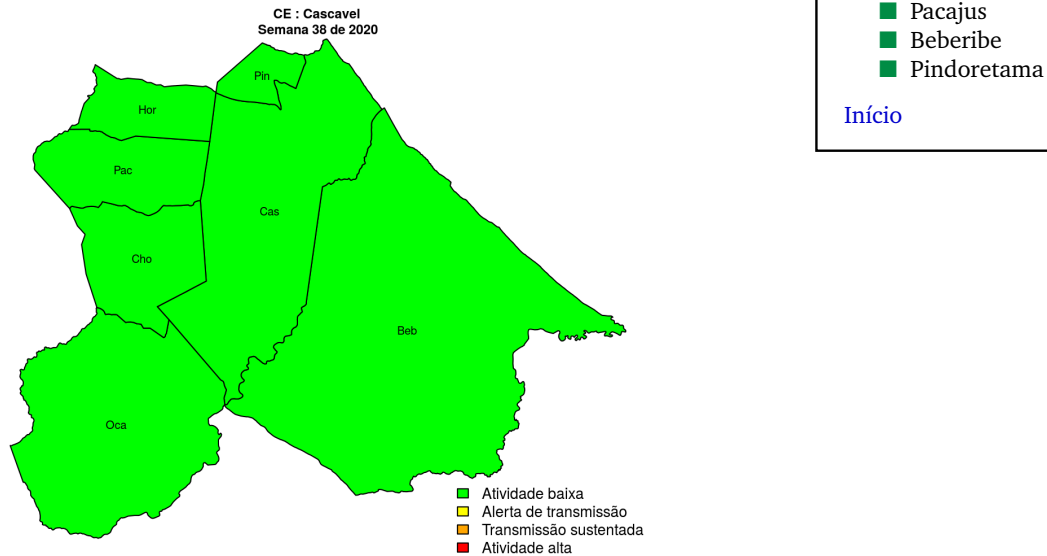 CE : Cascavel
Semana 38 de 2020
Pin
Hor
Pac
Cas
Cho
Beb
Oca
Atividade baixa
Alerta de transmissão
Transmissão sustentada
Atividade alta
Pacajus
Beberibe
Pindoretama
Início